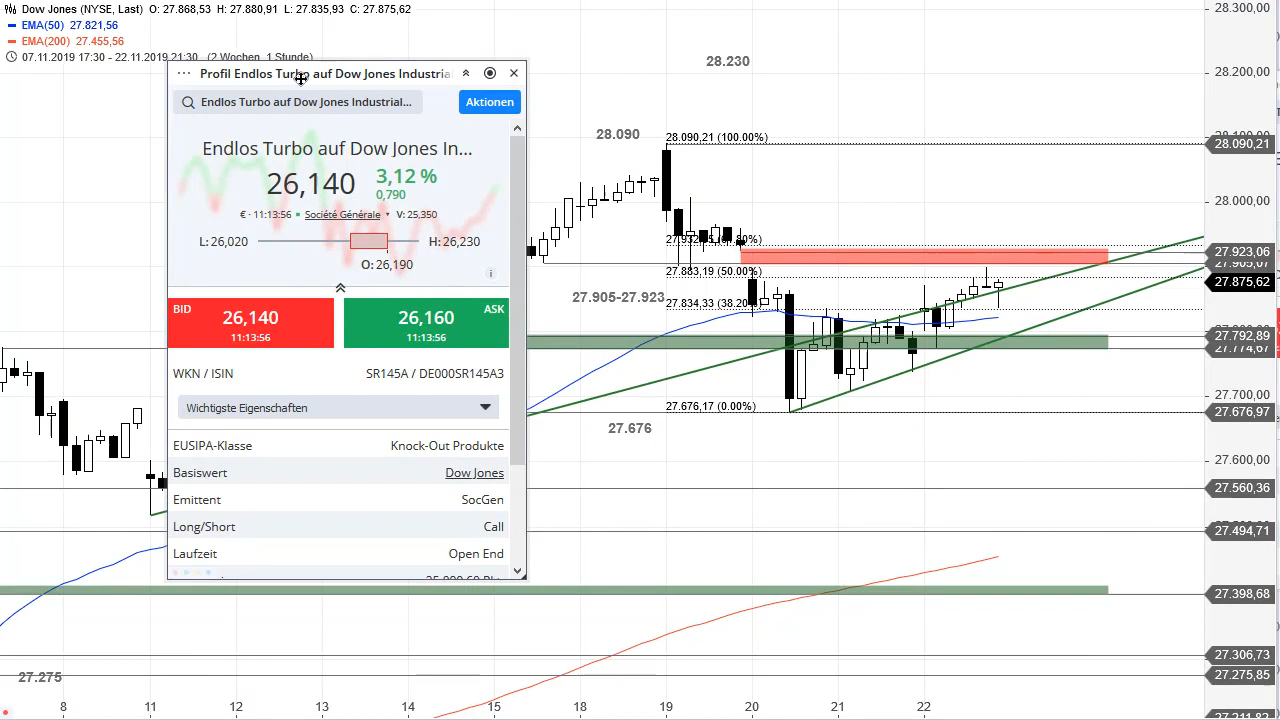 Dow Jones (NYSE, Last) O: 27.868,53 H: 27.880,91 L: 27.835,93 C: 27.875,62
EMA(50) 27.821,56
EMA(200) 27.455,56
07.11.2019 17:30 - 22.11.2019 21:30 (2 Wochen, 1 Stunde)
Profil Endlos Turbo auf Dow Jones Industrial
Endlos Turbo auf Dow Jones Industrial...
Aktionen
Endlos Turbo auf Dow Jones In...
26,140
3,12 %
0,790
€ · 11:13:56 Société Générale V: 25,350
L: 26,020
H: 26,230
O: 26,190
BID
26,140
11:13:56
ASK
26,160
11:13:56
WKN / ISIN SR145A / DE000SR145A3
Wichtigste Eigenschaften
EUSIPA-Klasse Knock-Out Produkte
Basiswert Dow Jones
Emittent SocGen
Long/Short Call
Laufzeit Open End
28.230
28.090
28.090,21 (100.00%)
27.883,19 (50.00%)
27.905-27.923
27.834,33 (38.20%)
27.676,17 (0.00%)
27.676
27.275
28.300,00
28.200,00
28.090,21
28.000,00
27.923,06
27.875,62
27.792,89
27.774,67
27.700,00
27.676,97
27.600,00
27.560,36
27.494,71
27.398,68
27.306,73
27.275,85
8 11 12 13 14 15 18 19 20 21 22